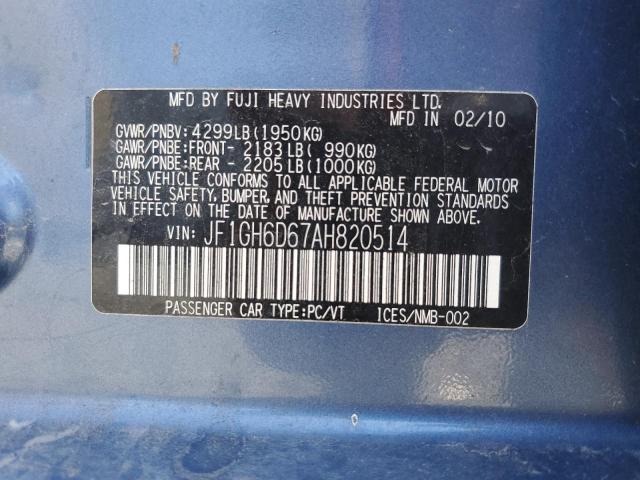 MFD BY FUJI HEAVY INDUSTRIES LTD.
MFD IN 02/10
GVWR/PNBV: 4299LB(1950KG)
GAWR/PNBE:FRONT- 2183LB( 990KG)
GAWR/PNBE:REAR - 2205LB(1000KG)
THIS VEHICLE CONFORMS TO ALL APPLICABLE FEDERAL MOTOR
VEHICLE SAFETY, BUMPER, AND THEFT PREVENTION STANDARDS
IN EFFECT ON THE DATE OF MANUFACTURE SHOWN ABOVE.
VIN: JF1GH6D67AH820514
PASSENGER CAR TYPE:PC/VT ICES/NMB-002